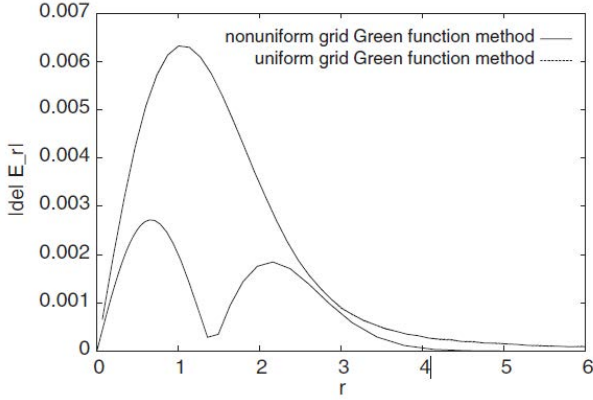 0.007
nonuniform grid Green function method
uniform grid Green function method
0.006
0.005
0.004
|del E_r|
0.003
0.002
0.001
0
0 1 2 3 4 5 6
r